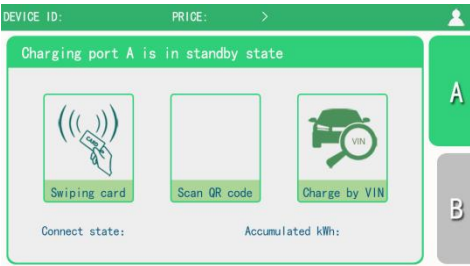 DEVICE ID: PRICE: >
Charging port A is in standby state
A
CARD
VIN
Swiping card Scan QR code Charge by VIN
Connect state: Accumulated kWh:
B